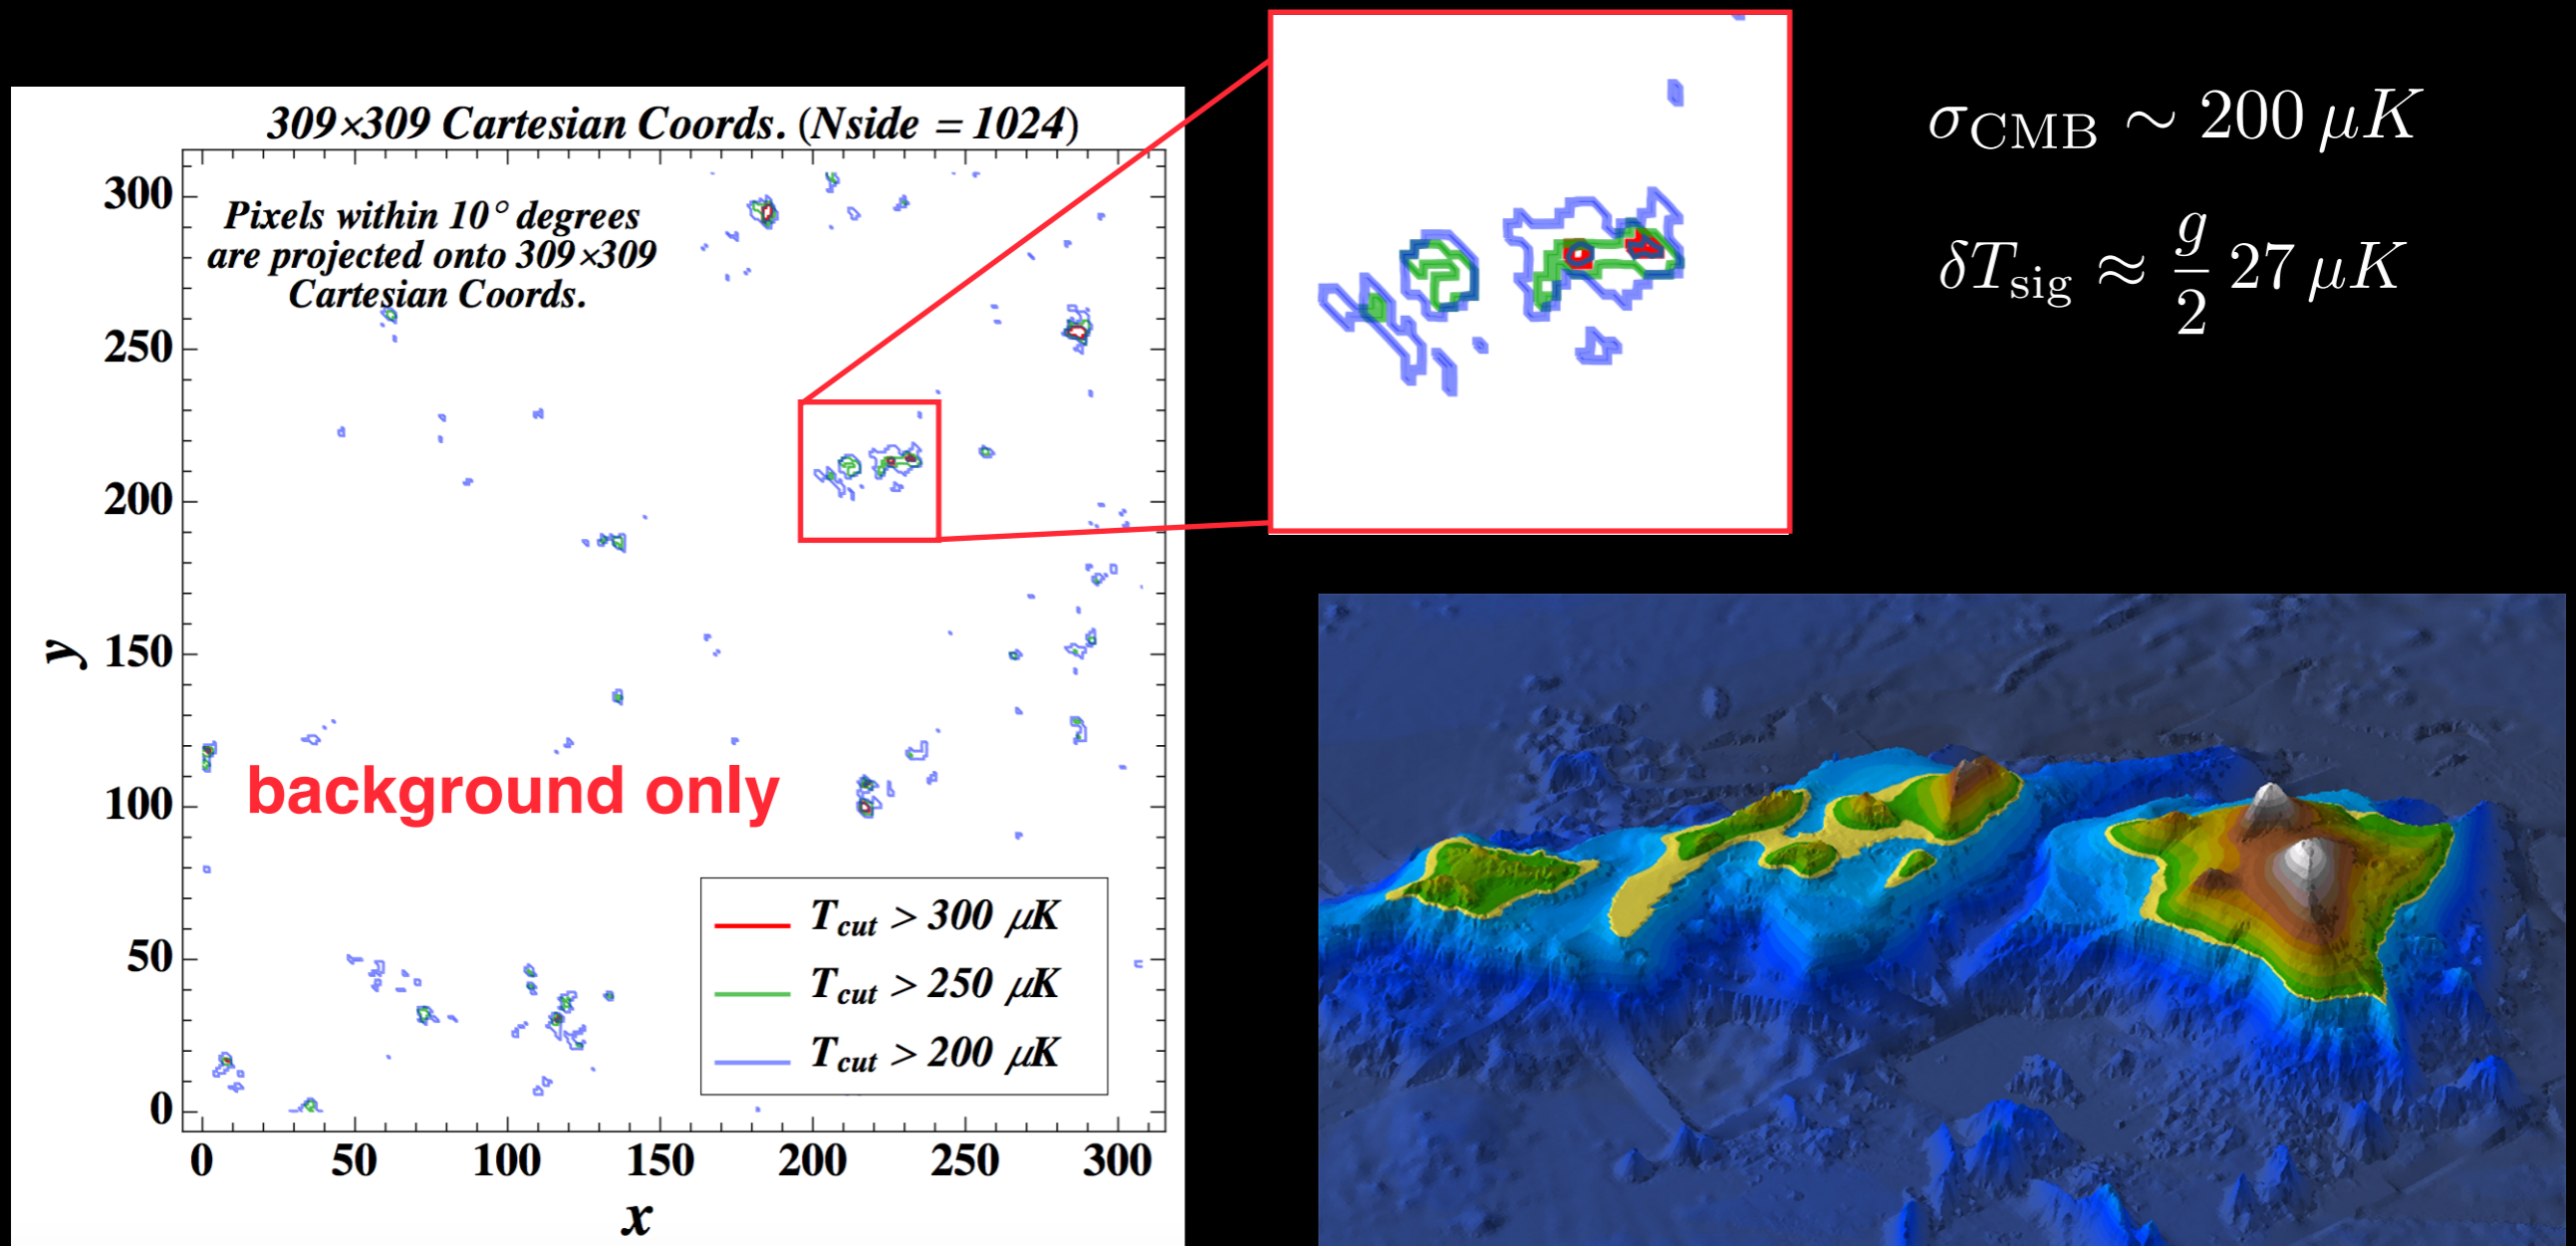 309×309 Cartesian Coords. (Nside = 1024)
Pixels within 10° degrees
are projected onto 309×309
Cartesian Coords.
300
250
200
150
100
50
0
y
background only
T_cut > 300 μK
T_cut > 250 μK
T_cut > 200 μK
0 50 100 150 200 250 300
x
σ_CMB ∼ 200 μK
δT_sig ≈ g/2 27 μK